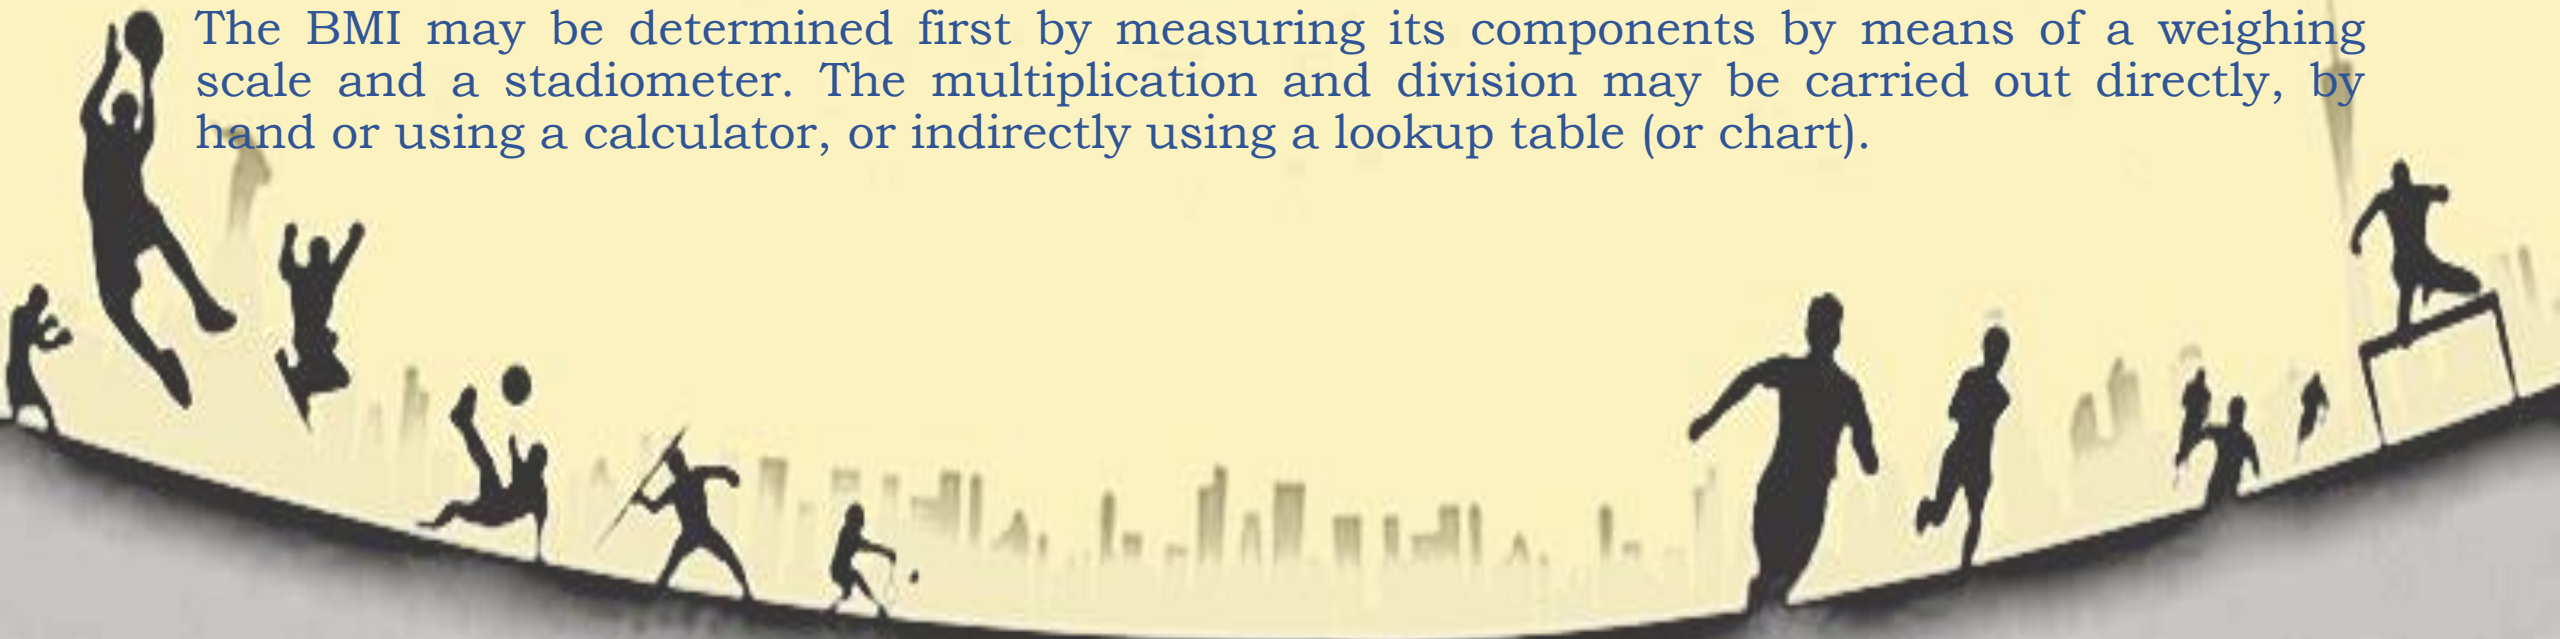 The BMI may be determined first by measuring its components by means of a weighing
scale and a stadiometer. The multiplication and division may be carried out directly, by
hand or using a calculator, or indirectly using a lookup table (or chart).